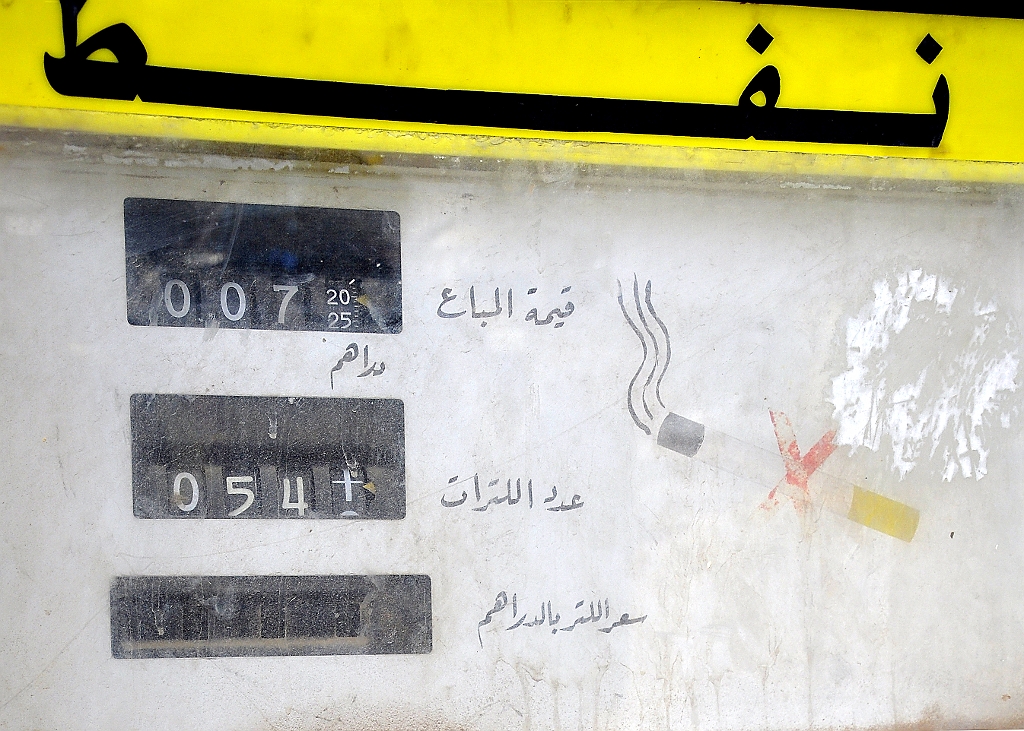 نفط
قيمة المباع
007 20
25
دراهم
عدد اللترات
054
سعر اللتر بالدراهم